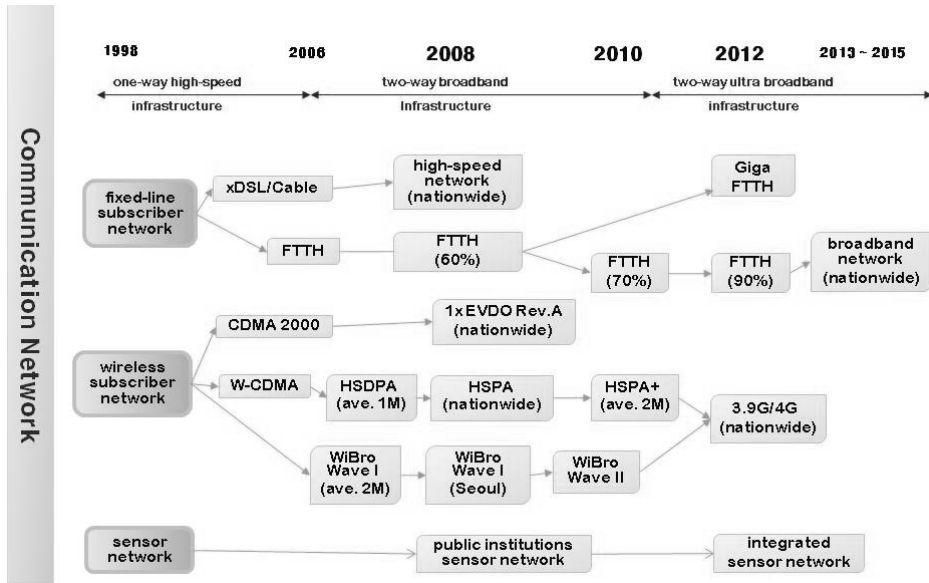 1998
2006
2008
2010
2012
2013 ~ 2015
one-way high-speed
infrastructure
two-way broadband
Infrastructure
two-way ultra broadband
infrastructure
Communication Network
fixed-line
subscriber
network
xDSL/Cable
high-speed
network
(nationwide)
Giga
FTTH
FTTH
FTTH
(60%)
FTTH
(70%)
FTTH
(90%)
broadband
network
(nationwide)
wireless
subscriber
network
CDMA 2000
1xEVDO Rev.A
(nationwide)
W-CDMA
HSDPA
(ave. 1M)
HSPA
(nationwide)
HSPA+
(ave. 2M)
3.9G/4G
(nationwide)
WiBro
Wave I
(ave. 2M)
WiBro
Wave I
(Seoul)
WiBro
Wave II
sensor
network
public institutions
sensor network
integrated
sensor network